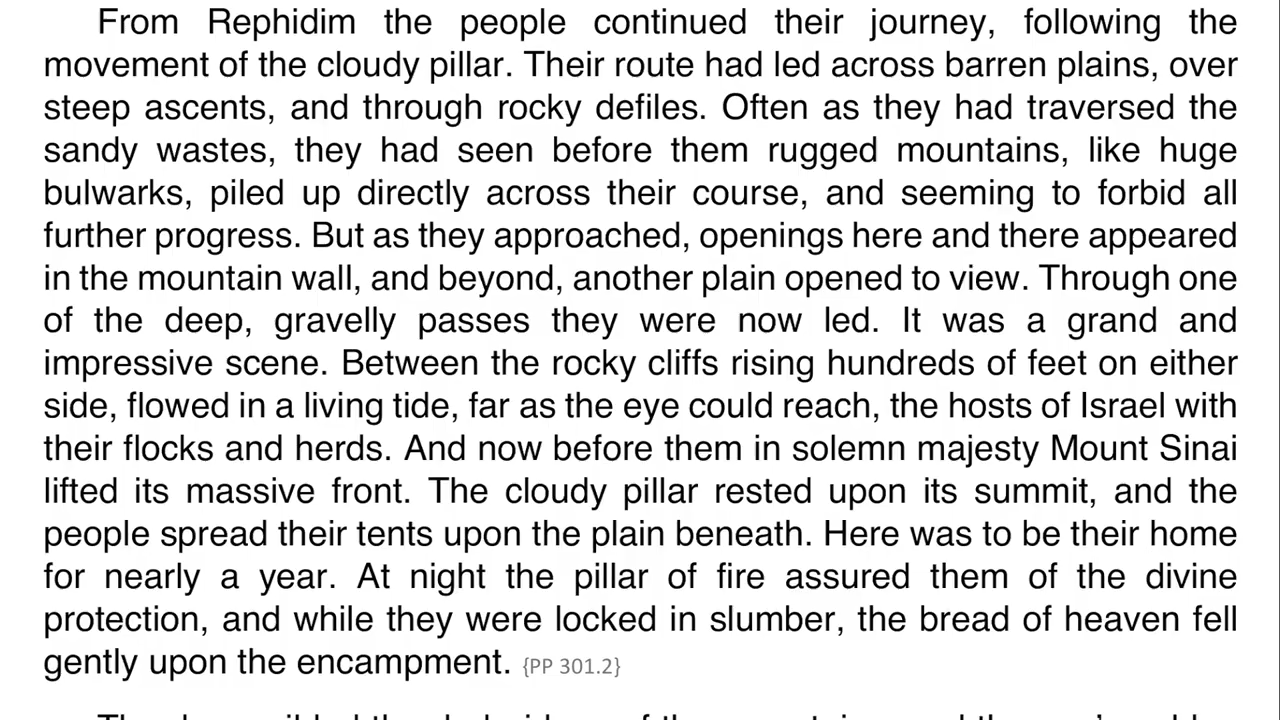 From Rephidim the people continued their journey, following the
movement of the cloudy pillar. Their route had led across barren plains, over
steep ascents, and through rocky defiles. Often as they had traversed the
sandy wastes, they had seen before them rugged mountains, like huge
bulwarks, piled up directly across their course, and seeming to forbid all
further progress. But as they approached, openings here and there appeared
in the mountain wall, and beyond, another plain opened to view. Through one
of the deep, gravelly passes they were now led. It was a grand and
impressive scene. Between the rocky cliffs rising hundreds of feet on either
side, flowed in a living tide, far as the eye could reach, the hosts of Israel with
their flocks and herds. And now before them in solemn majesty Mount Sinai
lifted its massive front. The cloudy pillar rested upon its summit, and the
people spread their tents upon the plain beneath. Here was to be their home
for nearly a year. At night the pillar of fire assured them of the divine
protection, and while they were locked in slumber, the bread of heaven fell
gently upon the encampment. {PP 301.2}